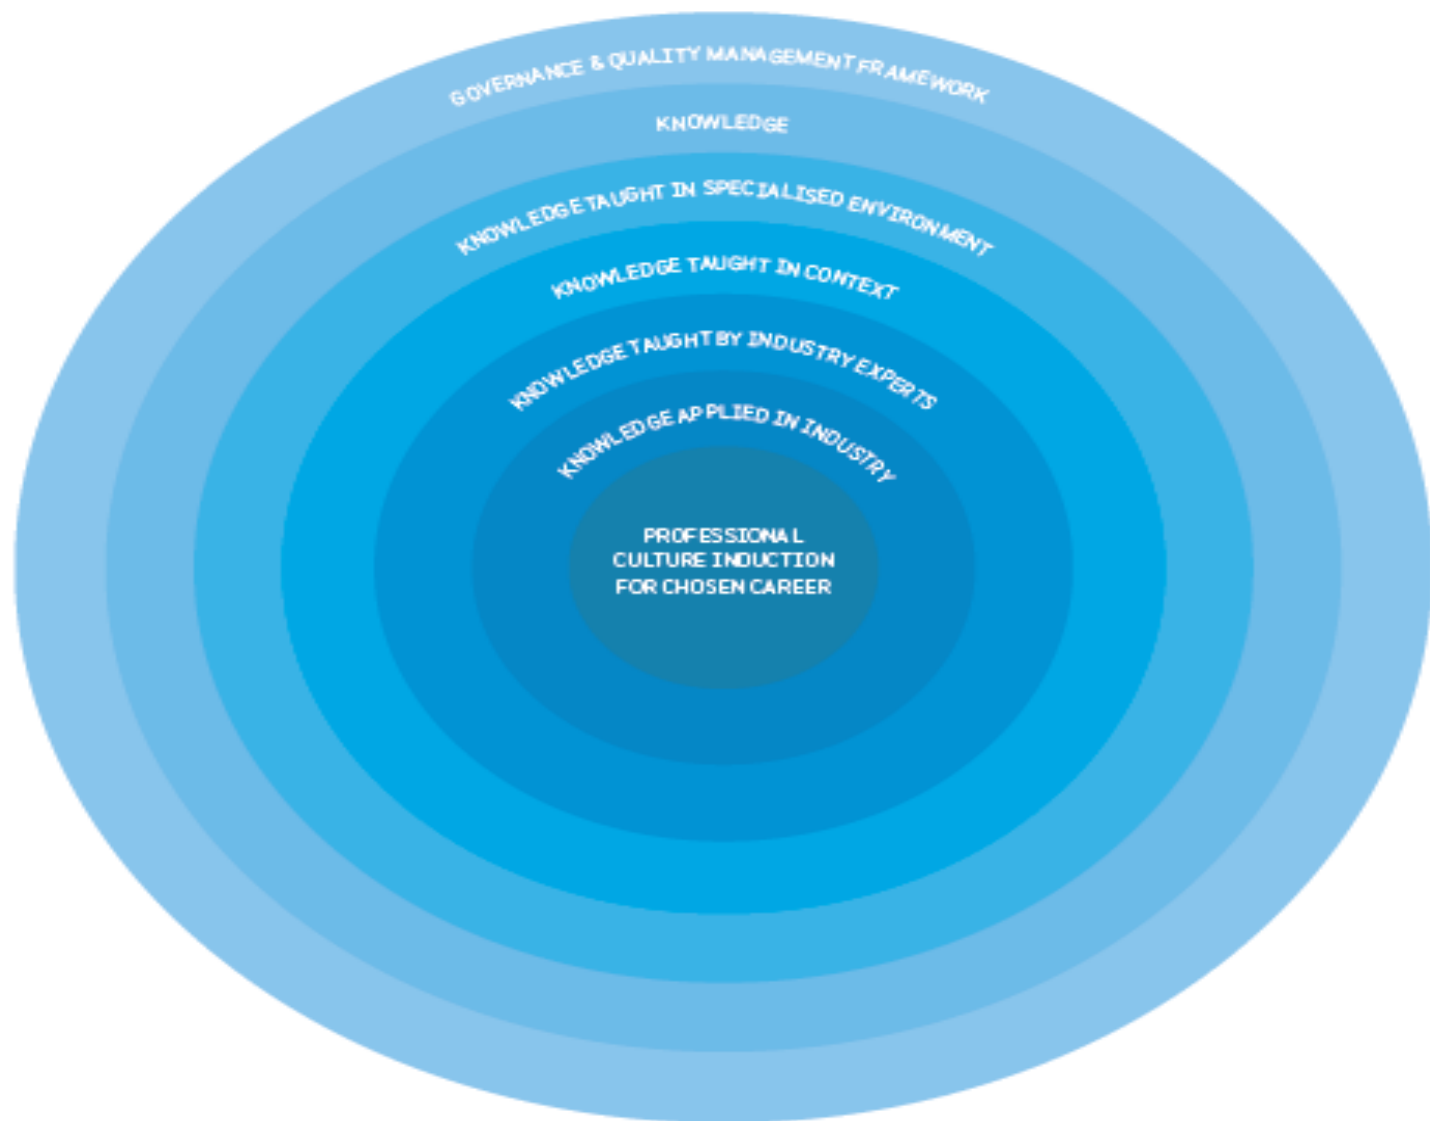 GOVERNANCE & QUALITY MANAGEMENT FRAMEWORK
KNOWLEDGE
KNOWLEDGE TAUGHT IN SPECIALISED ENVIRONMENT
KNOWLEDGE TAUGHT IN CONTEXT
KNOWLEDGE TAUGHT BY INDUSTRY EXPERTS
KNOWLEDGE APPLIED IN INDUSTRY
PROFESSIONAL
CULTURE INDUCTION
FOR CHOSEN CAREER